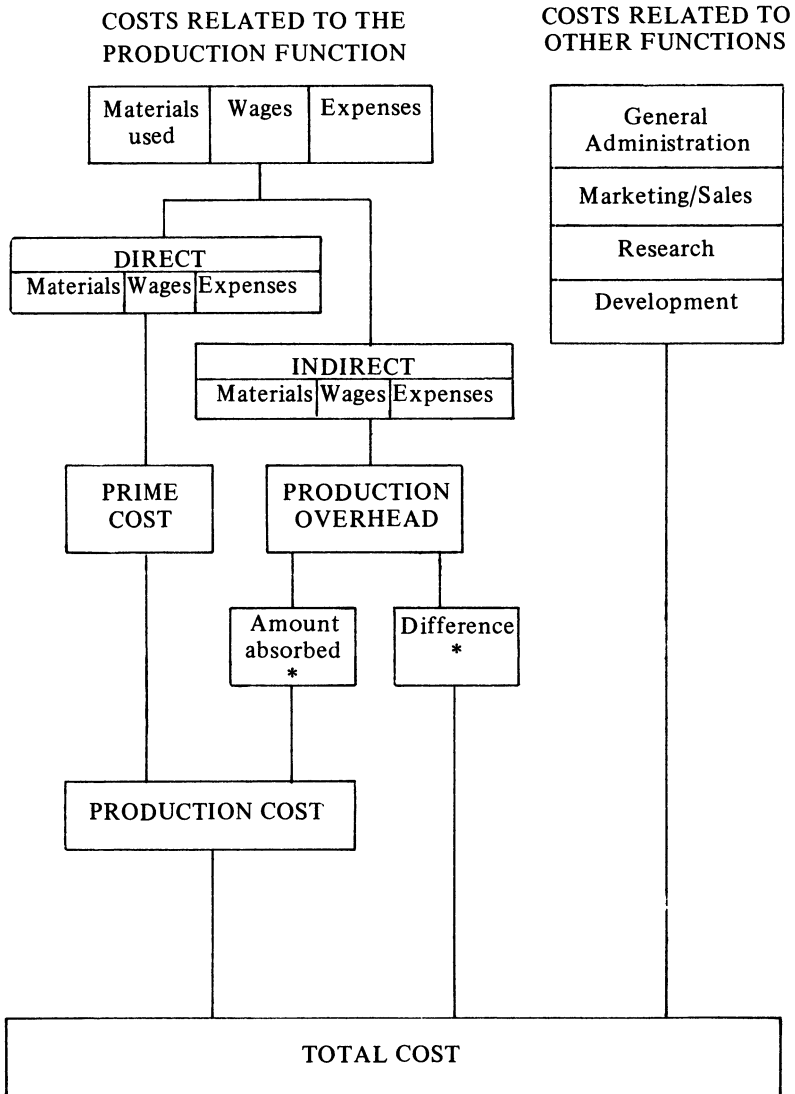 COSTS RELATED TO THE
PRODUCTION FUNCTION
COSTS RELATED TO
OTHER FUNCTIONS
Materials
used
Wages
Expenses
General
Administration
Marketing/Sales
Research
Development
DIRECT
Materials Wages Expenses
INDIRECT
Materials Wages Expenses
PRIME
COST
PRODUCTION
OVERHEAD
Amount
absorbed
*
Difference
*
PRODUCTION COST
TOTAL COST